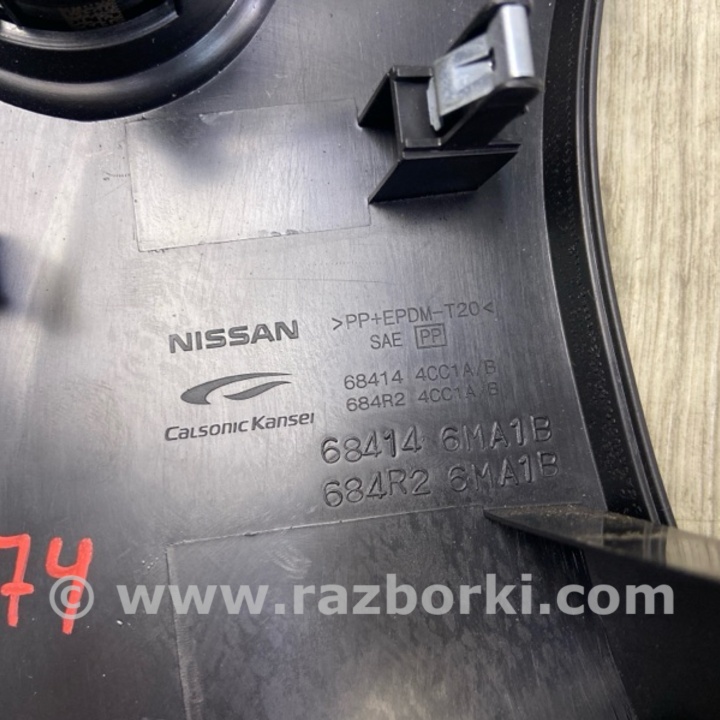 NISSAN
>PP+EPDM-T20<
SAE PP
68414 4CC1A/B
684R2 4CC1A/B
CALSONIC KANSEI
68414 6MA1B
684R2 6MA1B
74
© www.razborki.com